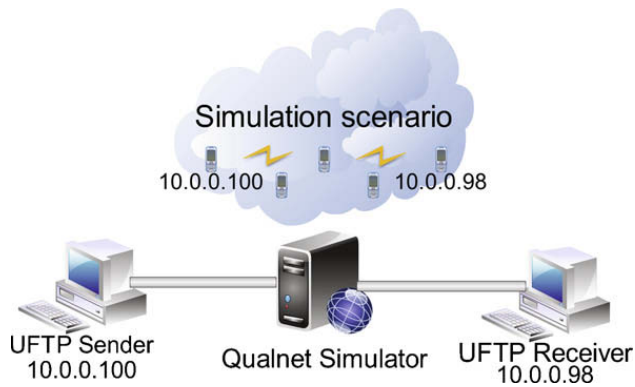 Simulation scenario
10.0.0.100
10.0.0.98
UFTP Sender
10.0.0.100
Qualnet Simulator
UFTP Receiver
10.0.0.98